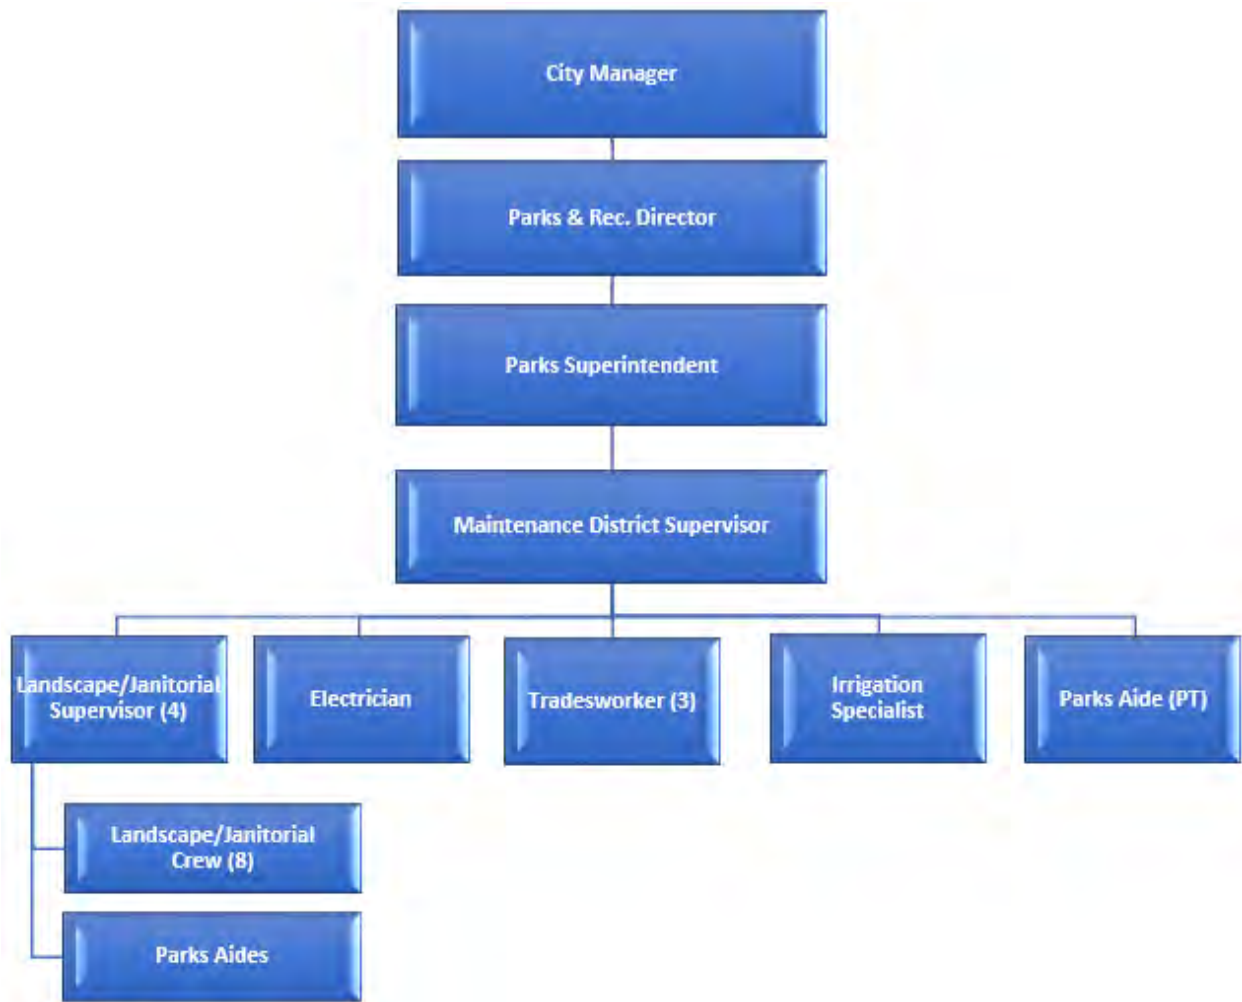 City Manager
Parks & Rec. Director
Parks Superintendent
Maintenance District Supervisor
Landscape/Janitorial
Supervisor (4)
Electrician
Tradesworker (3)
Irrigation
Specialist
Parks Aide (PT)
Landscape/Janitorial
Crew (8)
Parks Aides